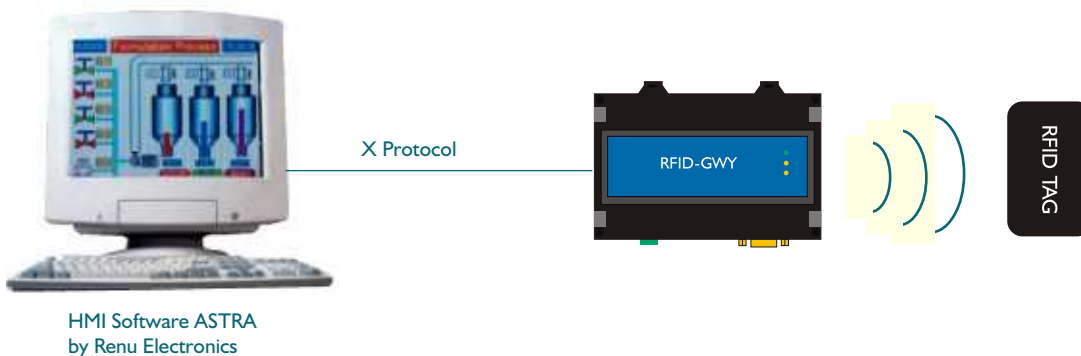 Formulation Process
X Protocol
RFID-GWY
RFID TAG
HMI Software ASTRA
by Renu Electronics